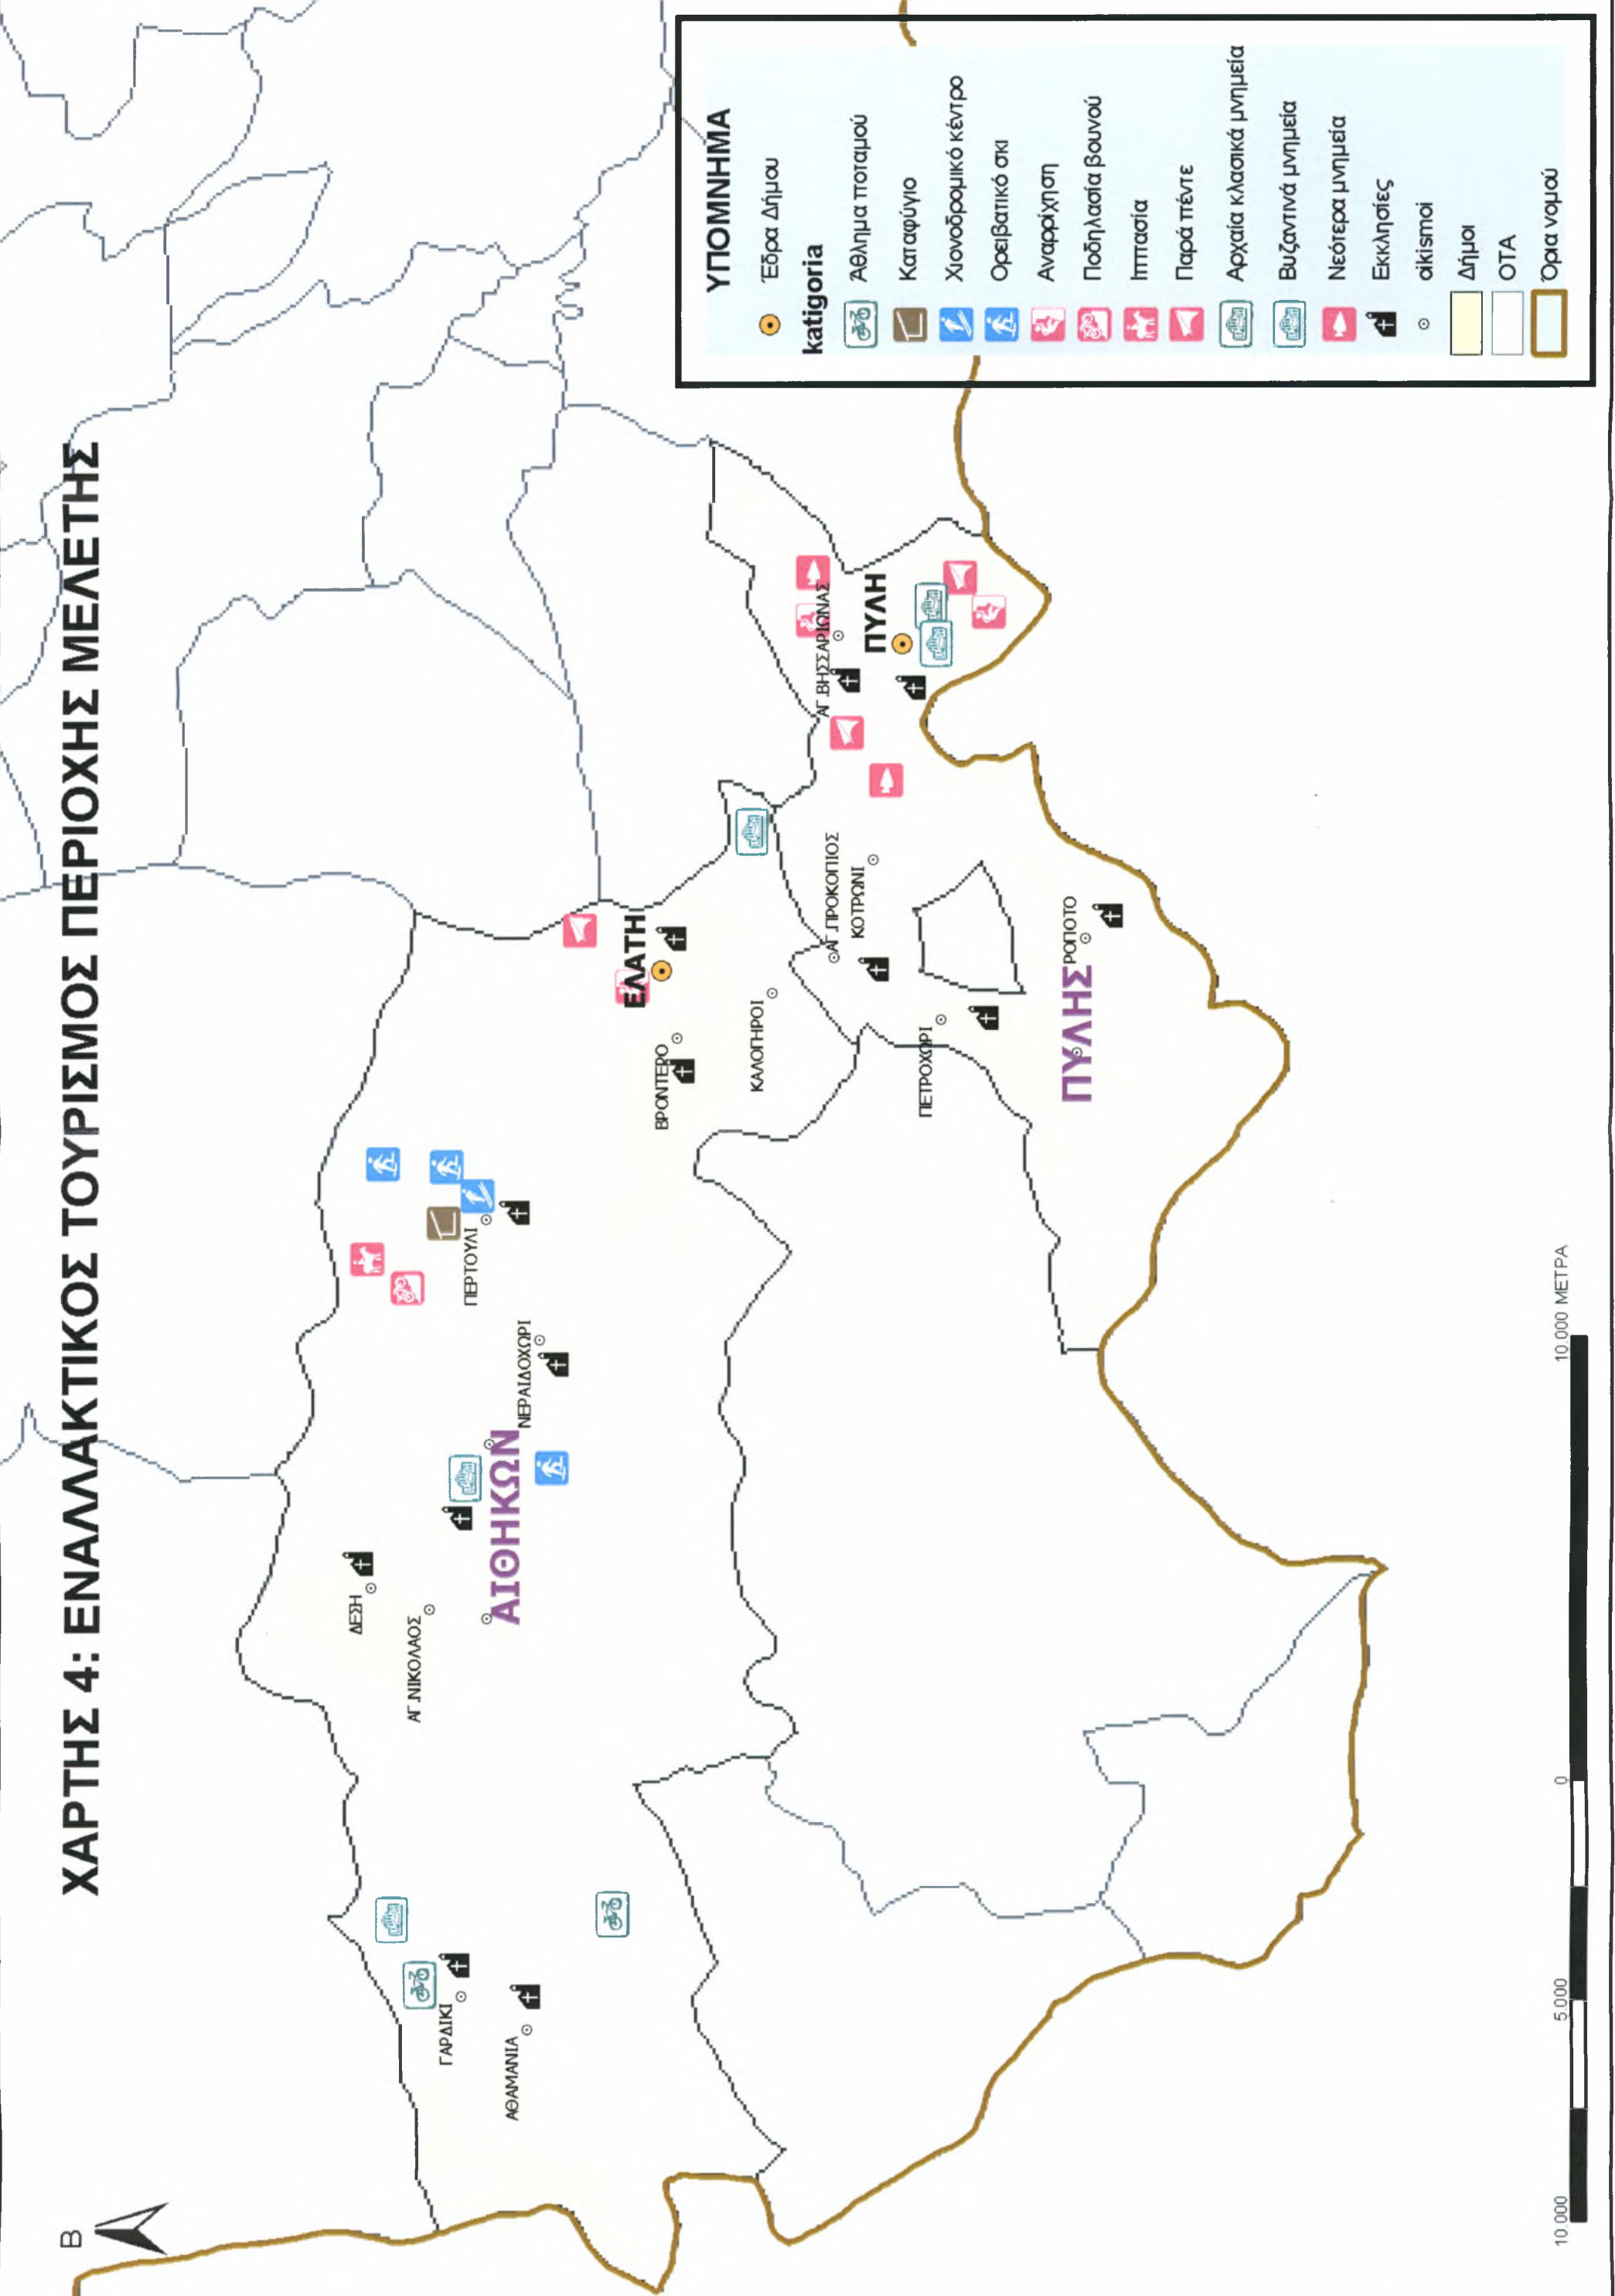 ΧΑΡΤΗΣ 4: ΕΝΑΛΛΑΚΤΙΚΟΣ ΤΟΥΡΙΣΜΟΣ ΠΕΡΙΟΧΗΣ ΜΕΛΕΤΗΣ
Β
ΔΕΣΗ
ΑΓ.ΝΙΚΟΛΑΟΣ
ΓΑΡΔΙΚΙ
ΑΘΑΜΑΝΙΑ
ΑΙΘΗΚΩΝ
ΝΕΡΑΙΔΟΧΩΡΙ
ΠΕΡΤΟΥΛΙ
ΕΛΑΤΗ
ΒΡΟΝΤΕΡΟ
ΚΑΛΟΓΗΡΟΙ
ΑΓ.ΒΗΣΣΑΡΙΩΝΑΣ
ΠΥΛΗ
ΑΓ.ΠΡΟΚΟΠΙΟΣ
ΚΟΤΡΩΝΙ
ΠΕΤΡΟΧΩΡΙ
ΡΟΠΟΤΟ
ΠΥΛΗΣ
ΥΠΟΜΝΗΜΑ
Έδρα Δήμου
katigoria
Άθλημα ποταμού
Καταφύγιο
Χιονοδρομικό κέντρο
Ορειβατικό σκι
Αναρρίχηση
Ποδηλασία βουνού
Ιππασία
Παρά πέντε
Αρχαία κλασικά μνημεία
Βυζαντινά μνημεία
Νεότερα μνημεία
Εκκλησίες
oikismoi
Δήμοι
ΟΤΑ
Όρια νομού
10.000 5.000 0 10.000 ΜΕΤΡΑ